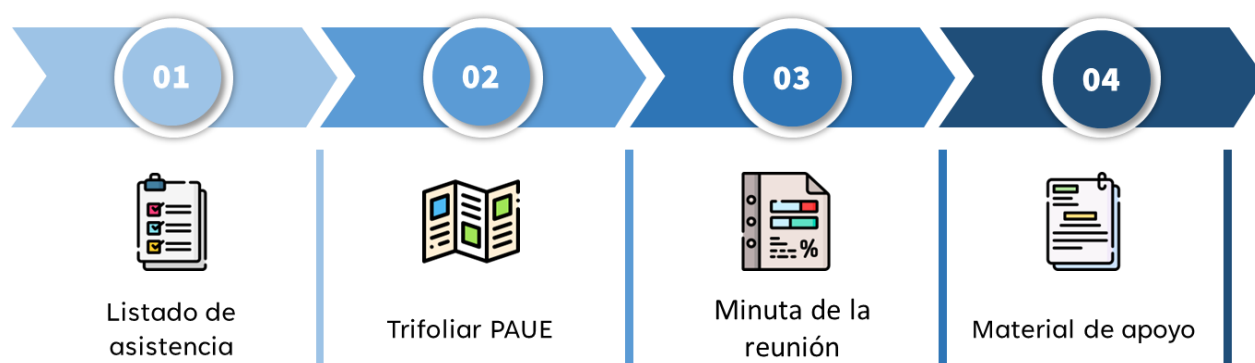 01
02
03
04
%
Listado de
asistencia
Trifoliar PAUE
Minuta de la
reunión
Material de apoyo